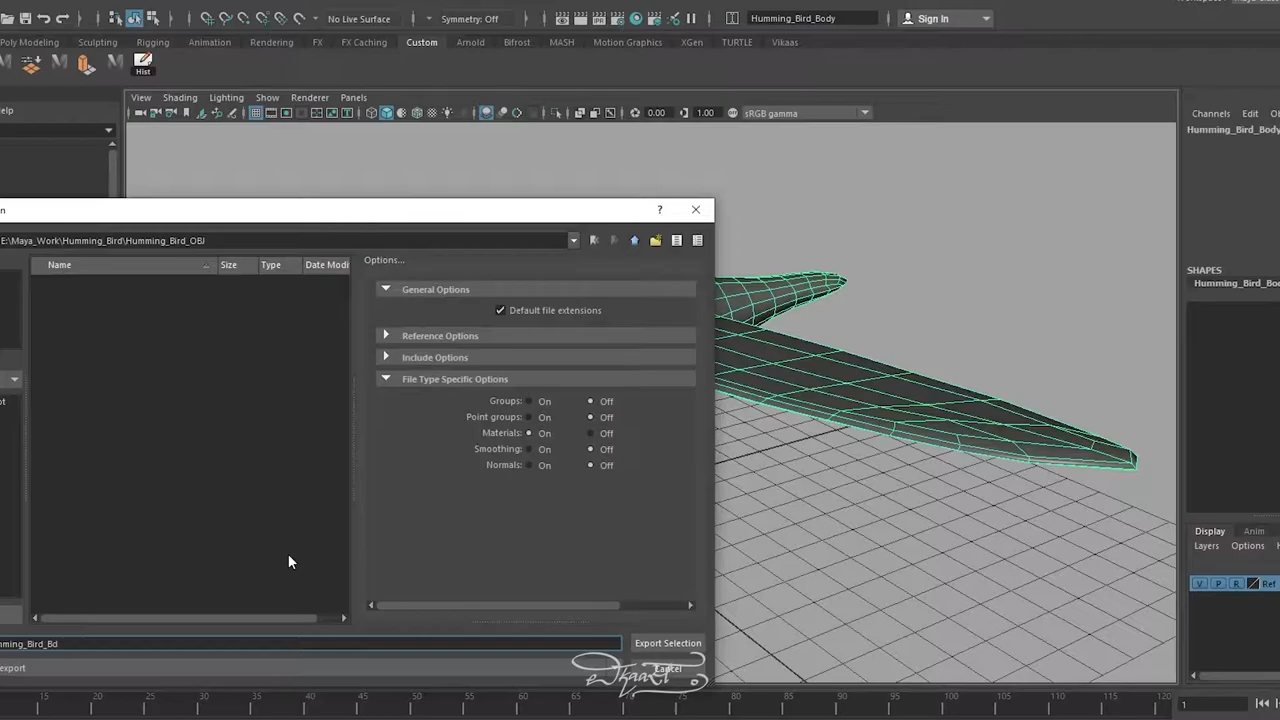 No Live Surface
Symmetry: Off
Humming_Bird_Body
Sign In
Poly Modeling Sculpting Rigging Animation Rendering FX FX Caching Custom Arnold Bifrost MASH Motion Graphics XGen TURTLE Vikaas
Hist
View Shading Lighting Show Renderer Panels
Channels Edit
0.00 1.00 sRGB gamma
Humming_Bird_Body
E:\Maya_Work\Humming_Bird\Humming_Bird_OBJ
Name Size Type Date Modi
Options...
General Options
Default file extensions
Reference Options
Include Options
File Type Specific Options
Groups: On Off
Point groups: On Off
Materials: On Off
Smoothing: On Off
Normals: On Off
SHAPES
Humming_Bird_Bo
Display Anim
Layers Options
V P R Ref
mming_Bird_Bd
Export Selection
export
Cancel
15 20 25 30 35 40 45 50 55 60 65 70 75 80 85 90 95 100 105 110 115 120
1